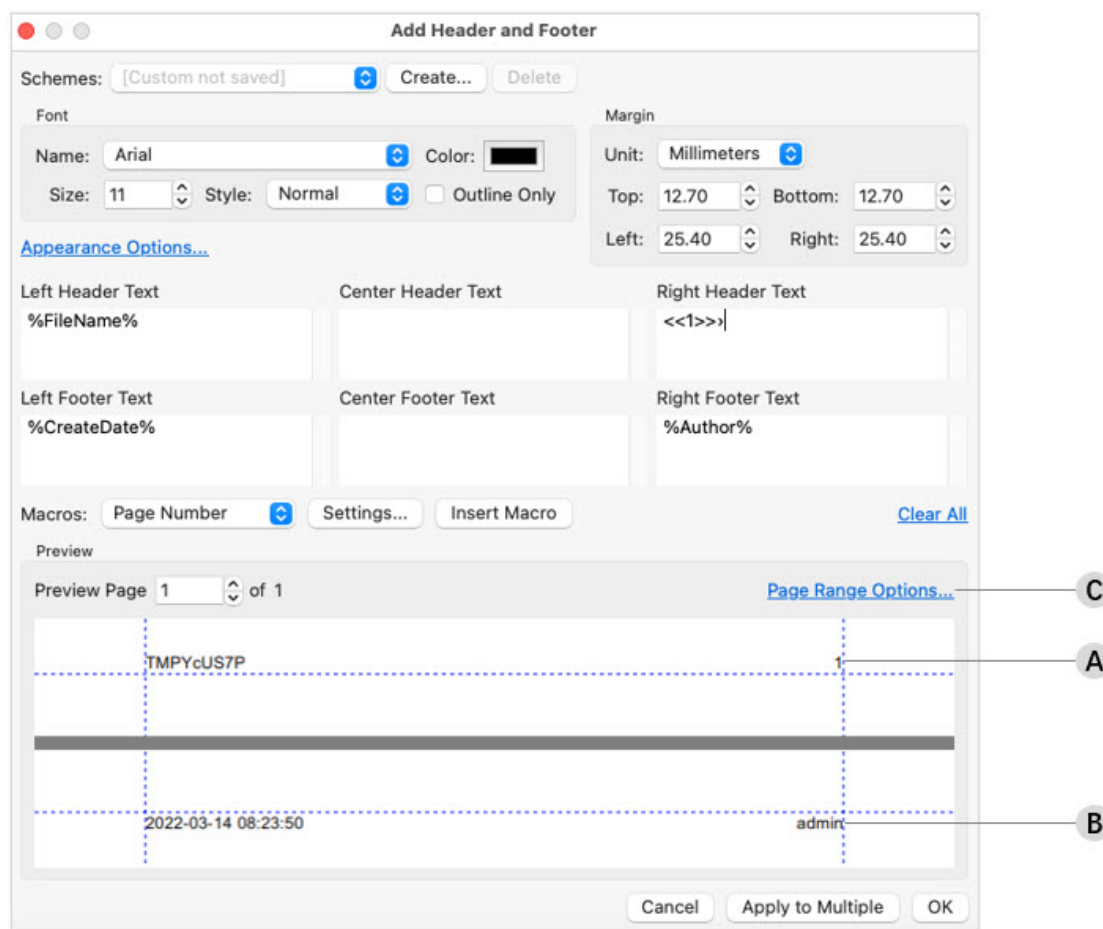 Add Header and Footer
Schemes: [Custom not saved] Create... Delete
Font
Margin
Name: Arial Color:
Unit: Millimeters
Size: 11 Style: Normal Outline Only
Top: 12.70 Bottom: 12.70
Left: 25.40 Right: 25.40
Appearance Options...
Left Header Text Center Header Text Right Header Text
%FileName% <<1>>›
Left Footer Text Center Footer Text Right Footer Text
%CreateDate% %Author%
Macros: Page Number Settings... Insert Macro Clear All
Preview
Preview Page 1 of 1 Page Range Options... C
TMPYcUS7P 1 A
2022-03-14 08:23:50 admin B
Cancel Apply to Multiple OK